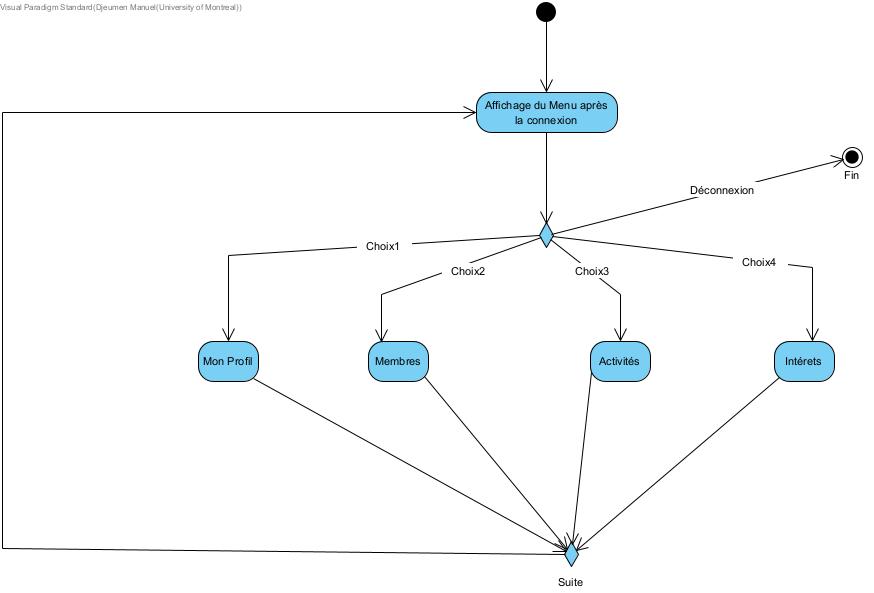 Visual Paradigm Standard(Djeumen Manuel(University of Montreal))
Affichage du Menu après
la connexion
Fin
Déconnexion
Choix1
Choix2
Choix3
Choix4
Mon Profil
Membres
Activités
Intérets
Suite